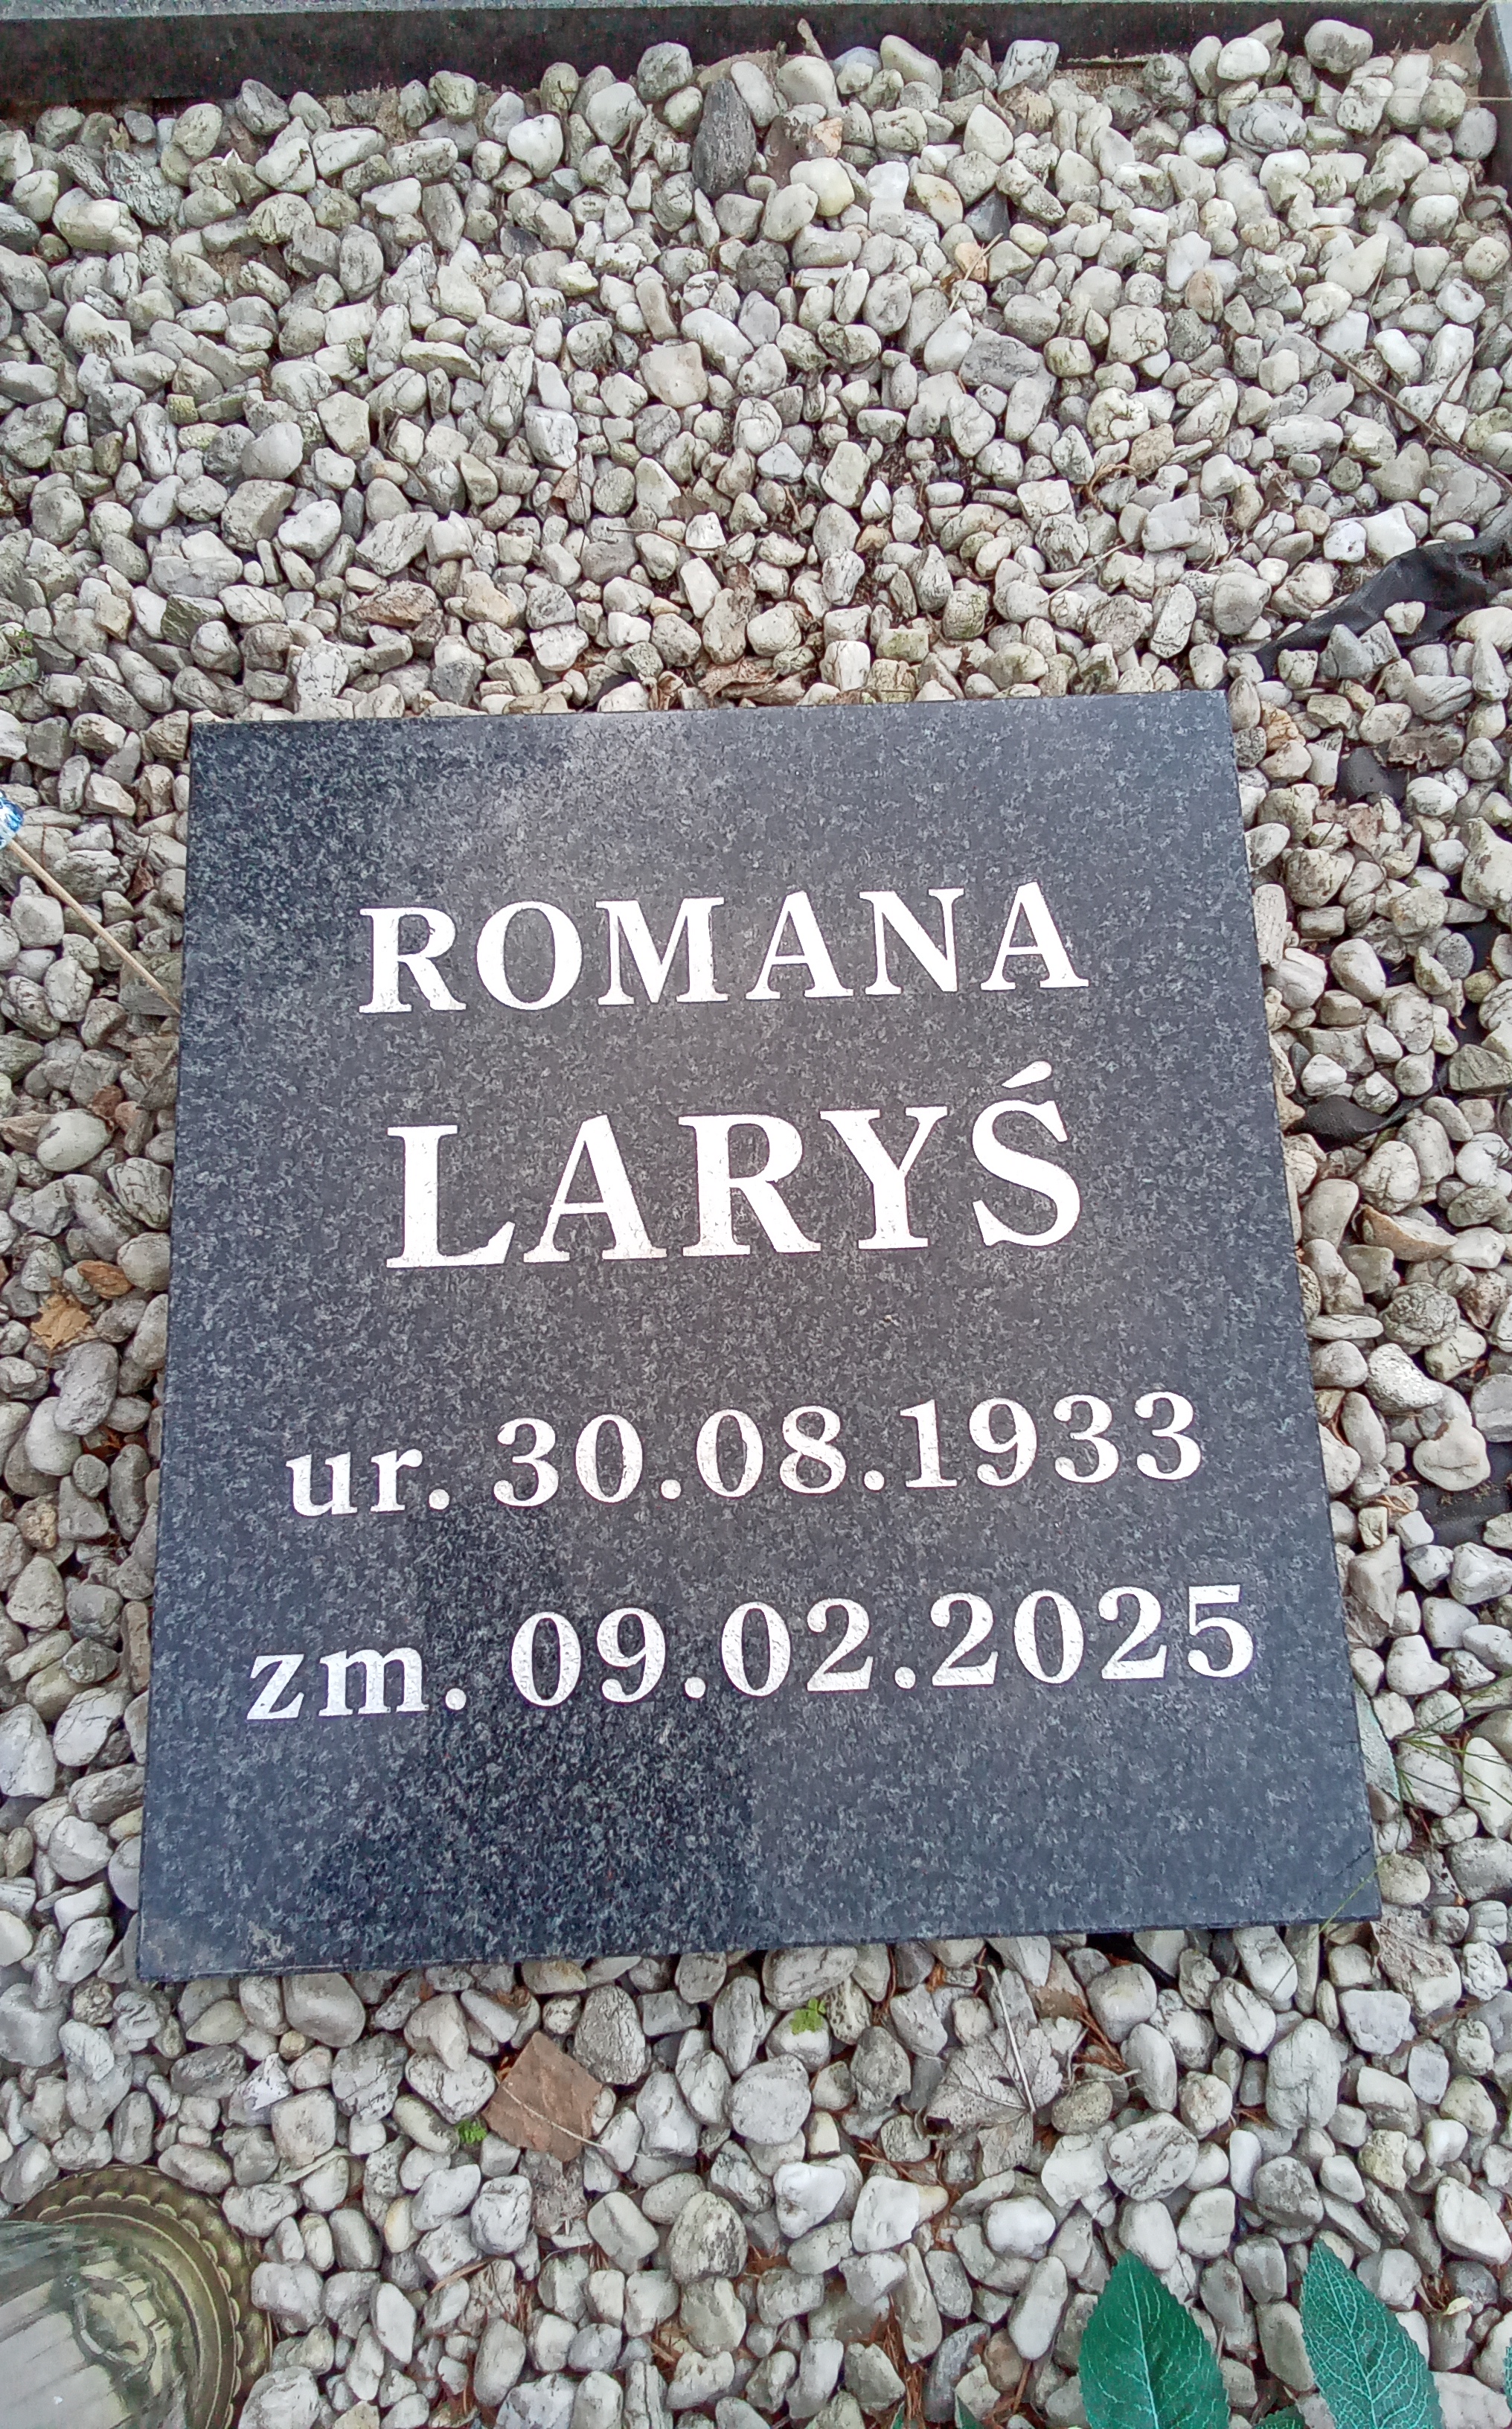 ROMANA
LARYŚ
ur. 30.08.1933
zm. 09.02.2025